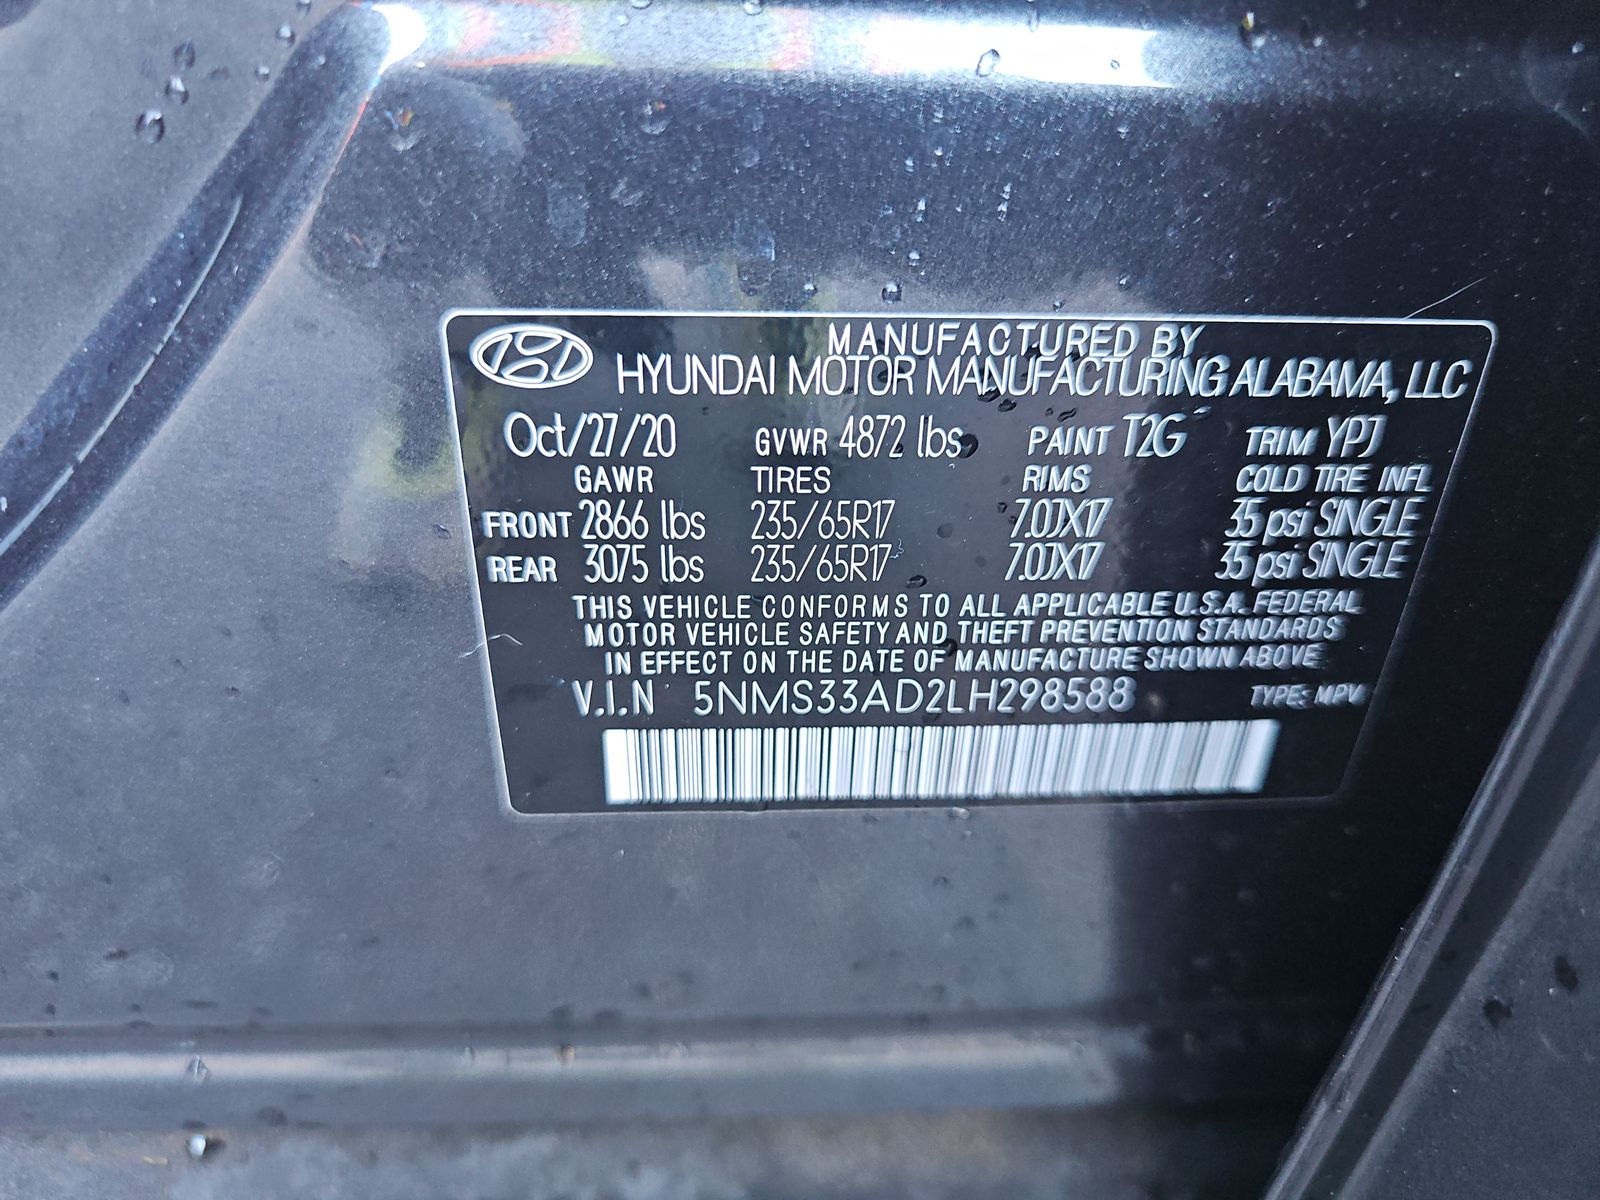 MANUFACTURED BY
HYUNDAI MOTOR MANUFACTURING ALABAMA, LLC
Oct/27/20 GVWR 4872 lbs PAINT T2G TRIM YPJ
GAWR TIRES RIMS COLD TIRE INFL
FRONT 2866 lbs 235/65R17 7.0JX17 35 psi SINGLE
REAR 3075 lbs 235/65R17 7.0JX17 35 psi SINGLE
THIS VEHICLE CONFORMS TO ALL APPLICABLE U.S.A. FEDERAL
MOTOR VEHICLE SAFETY AND THEFT PREVENTION STANDARDS
IN EFFECT ON THE DATE OF MANUFACTURE SHOWN ABOVE
V.I.N 5NMS33AD2LH298588 TYPE: MPV